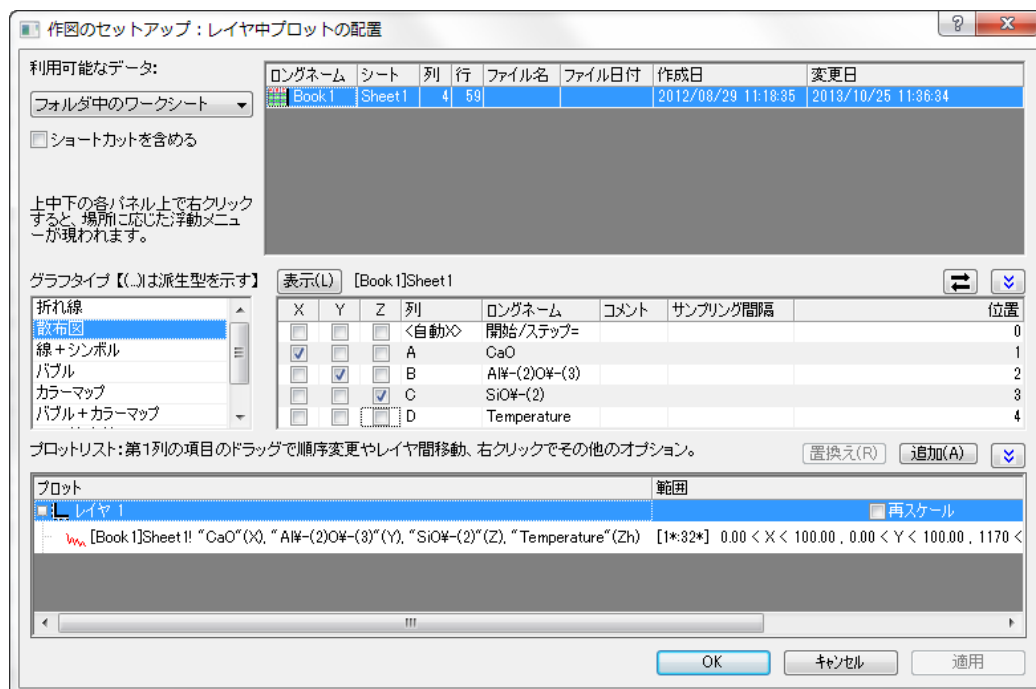 作図のセットアップ：レイヤ中プロットの配置
利用可能なデータ:
フォルダ中のワークシート
ショートカットを含める
上中下の各パネル上で右クリック
すると、場所に応じた浮動メニュ
ーが現われます。
ロングネーム シート 列 行 ファイル名 ファイル日付 作成日 変更日
Book1 Sheet1 4 59 2012/08/29 11:18:35 2013/10/25 11:36:34
グラフタイプ【(...)は派生型を示す】
折れ線
散布図
線＋シンボル
バブル
カラーマップ
バブル＋カラーマップ
表示(L) [Book1]Sheet1
X Y Z 列 ロングネーム コメント サンプリング間隔 位置
<自動X> 開始/ステップ= 0
A CaO 1
B Al¥-(2)O¥-(3) 2
C SiO¥-(2) 3
D Temperature 4
プロットリスト：第1列の項目のドラッグで順序変更やレイヤ間移動、右クリックでその他のオプション。
置換え(R) 追加(A)
プロット 範囲
レイヤ 1 再スケール
[Book1]Sheet1! "CaO"(X), "Al¥-(2)O¥-(3)"(Y), "SiO¥-(2)"(Z), "Temperature"(Zh) [1*:32*] 0.00 < X < 100.00 , 0.00 < Y < 100.00 , 1170 <
OK キャンセル 適用